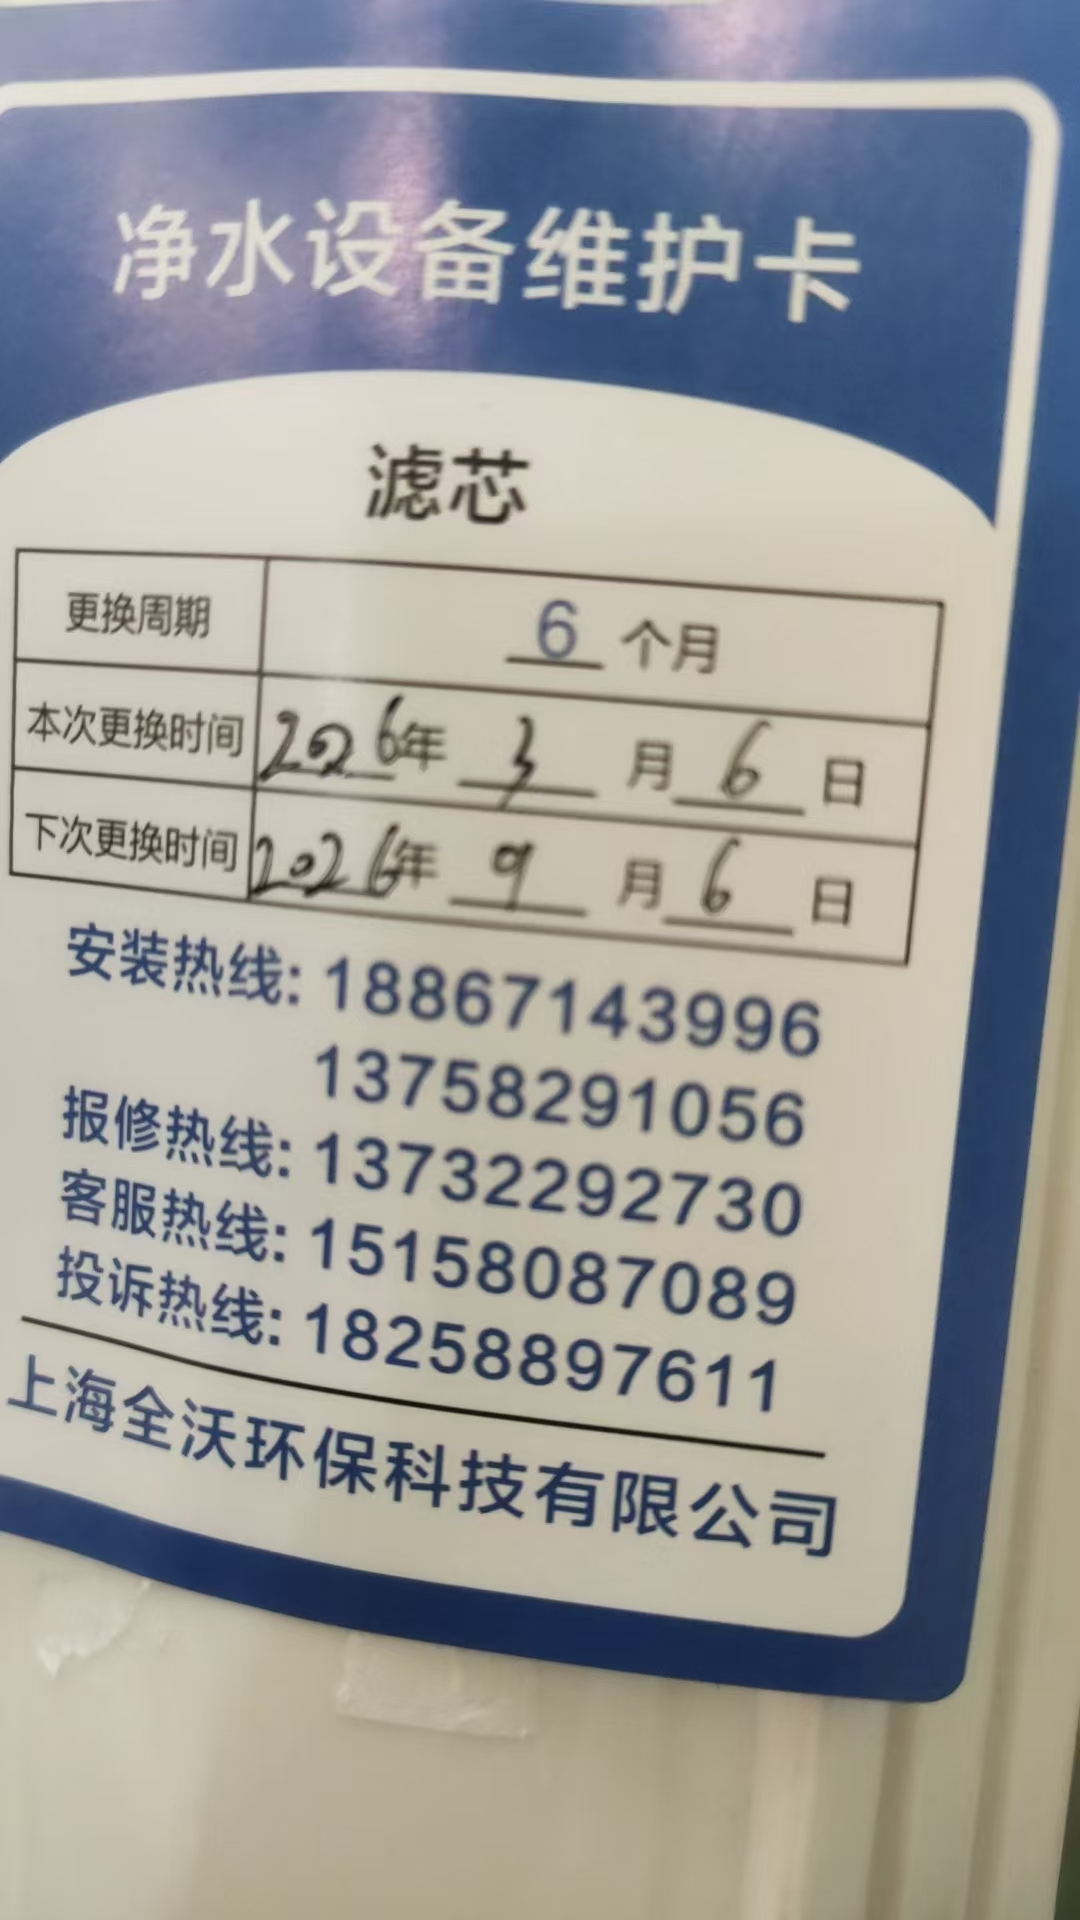 净水设备维护卡
滤芯
更换周期 6 个月
本次更换时间 2026年 3 月 6 日
下次更换时间 2026年 9 月 6 日
安装热线: 18867143996
13758291056
报修热线: 13732292730
客服热线: 15158087089
投诉热线: 18258897611
上海全沃环保科技有限公司